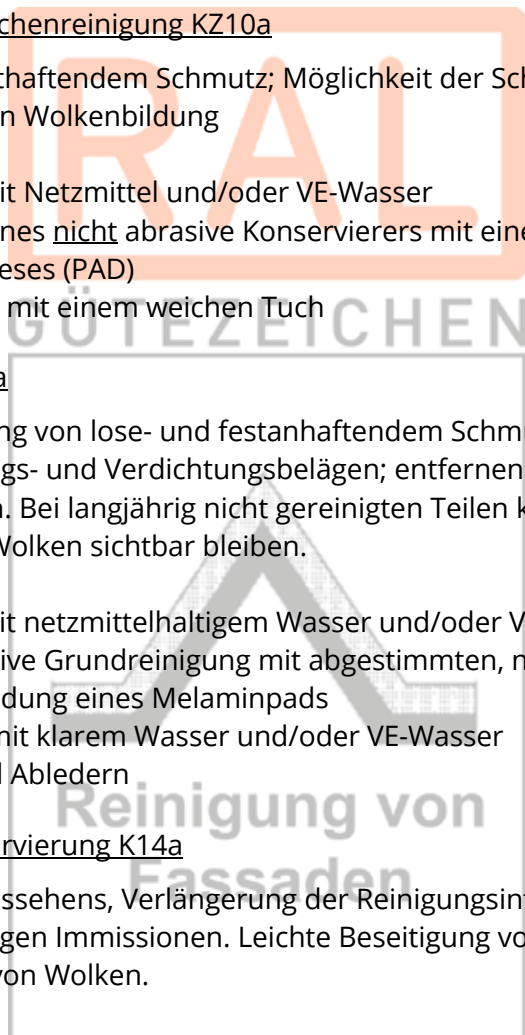 chenreinigung KZ10a
thaftendem Schmutz; Möglichkeit der Sch
n Wolkenbildung
RAL
it Netzmittel und/oder VE-Wasser
nes nicht abrasive Konservierers mit eine
eses (PAD)
mit einem weichen Tuch
GÜTEZEICHEN
a
ng von lose- und festanhaftendem Schmu
gs- und Verdichtungsbelägen; entfernen
. Bei langjährig nicht gereinigten Teilen k
Wolken sichtbar bleiben.
it netzmittelhaltigem Wasser und/oder V
ive Grundreinigung mit abgestimmten, n
dung eines Melaminpads
mit klarem Wasser und/oder VE-Wasser
Abledern
Reinigung von
rvierung K14a
Fassaden
ssehens, Verlängerung der Reinigungsint
gen Immissionen. Leichte Beseitigung vo
von Wolken.